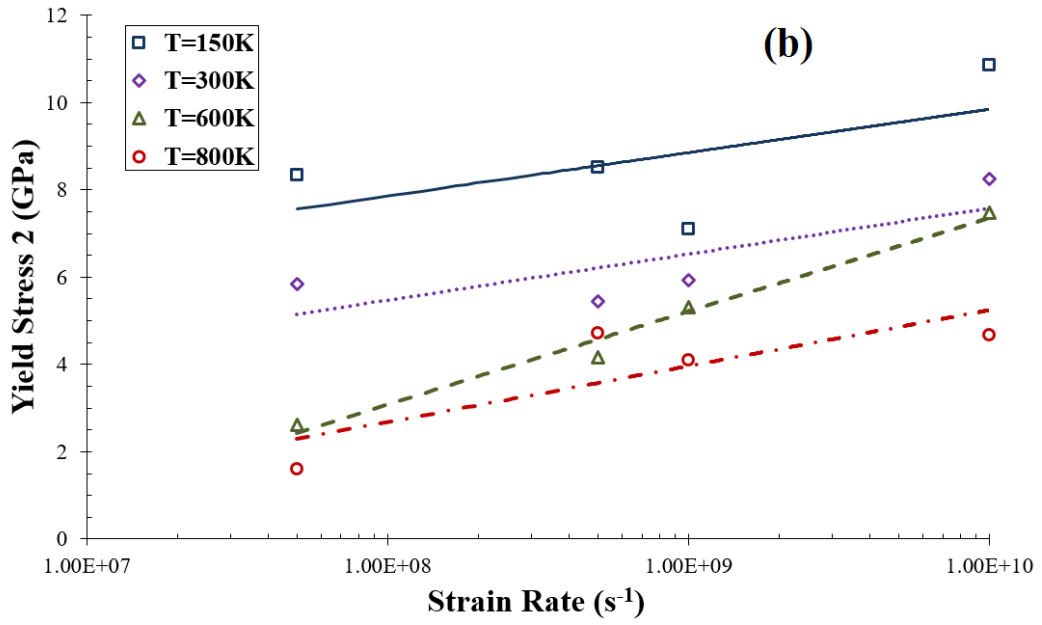 (b)
T=150K
T=300K
T=600K
T=800K
Yield Stress 2 (GPa)
12
10
8
6
4
2
0
1.00E+07
1.00E+08
1.00E+09
1.00E+10
Strain Rate (s⁻¹)